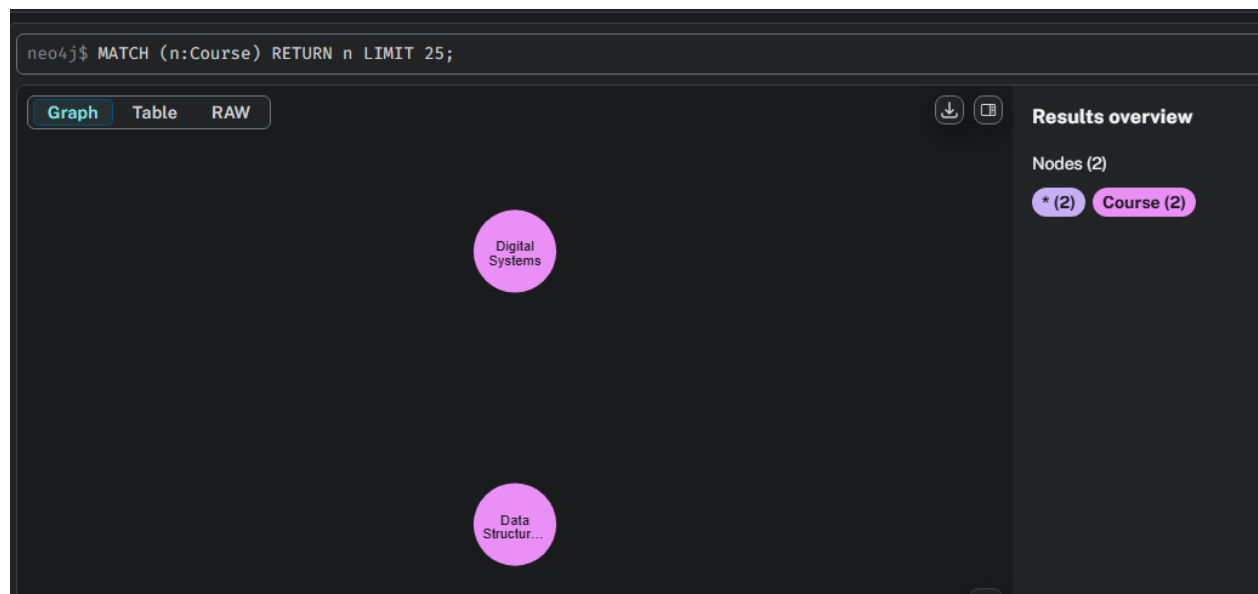 neo4j$ MATCH (n:Course) RETURN n LIMIT 25;
Graph Table RAW
Results overview
Nodes (2)
* (2) Course (2)
Digital
Systems
Data
Structur...